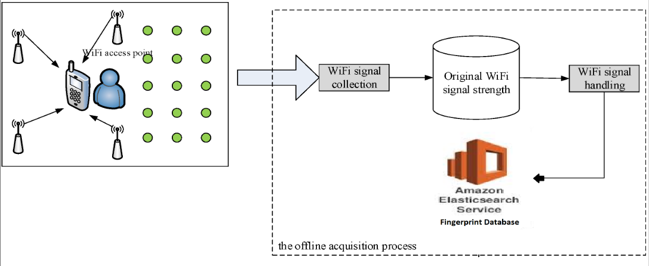 WiFi access point
WiFi signal
collection
Original WiFi
signal strength
WiFi signal
handling
Amazon
Elasticsearch
Service
Fingerprint Database
the offline acquisition process